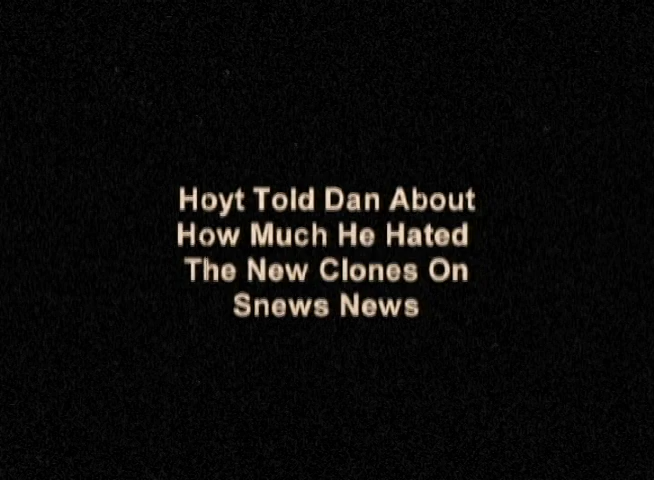 Hoyt Told Dan About
How Much He Hated
The New Clones On
Snews News